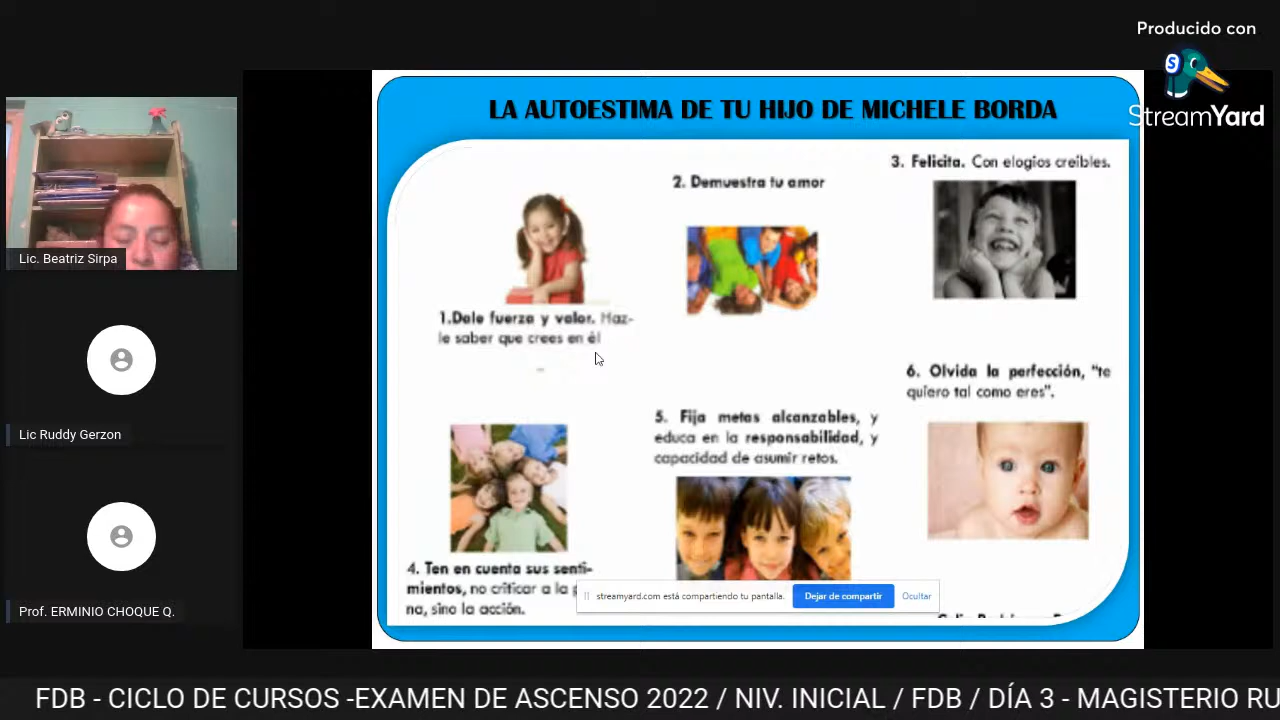 Producido con
StreamYard
LA AUTOESTIMA DE TU HIJO DE MICHELE BORDA
1.Dale fuerza y valor. Haz-
le saber que crees en él
2. Demuestra tu amor
3. Felicita. Con elogios creíbles.
4. Ten en cuenta sus senti-
mientos, no criticar a la
na, sino la acción.
5. Fija metas alcanzables, y
educa en la responsabilidad, y
capacidad de asumir retos.
6. Olvida la perfección, "te
quiero tal como eres".
streamyard.com está compartiendo tu pantalla.
Dejar de compartir
Ocultar
Lic. Beatriz Sirpa
Lic Ruddy Gerzon
Prof. ERMINIO CHOQUE Q.
FDB - CICLO DE CURSOS -EXAMEN DE ASCENSO 2022 / NIV. INICIAL / FDB / DÍA 3 - MAGISTERIO RU